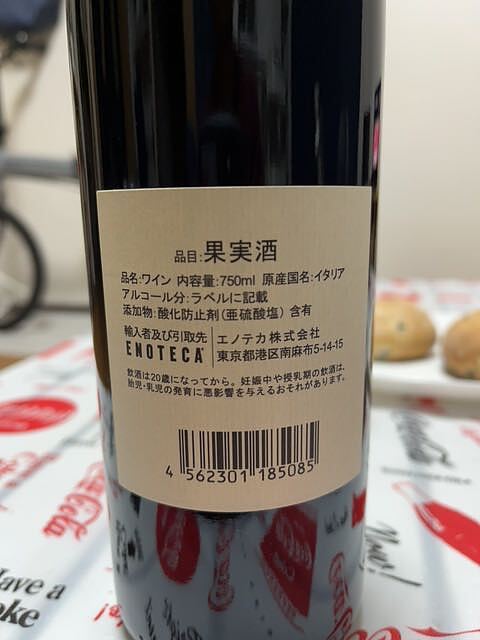 品目:果実酒
品名:ワイン 内容量:750ml 原産国名:イタリア
アルコール分:ラベルに記載
添加物:酸化防止剤(亜硫酸塩)含有
輸入者及び引取先
ENOTECA
エノテカ株式会社
東京都港区南麻布5-14-15
飲酒は20歳になってから。妊娠中や授乳期の飲酒は、
胎児・乳児の発育に悪影響を与えるおそれがあります。
4 562301 185085
Coca-Cola
Have a